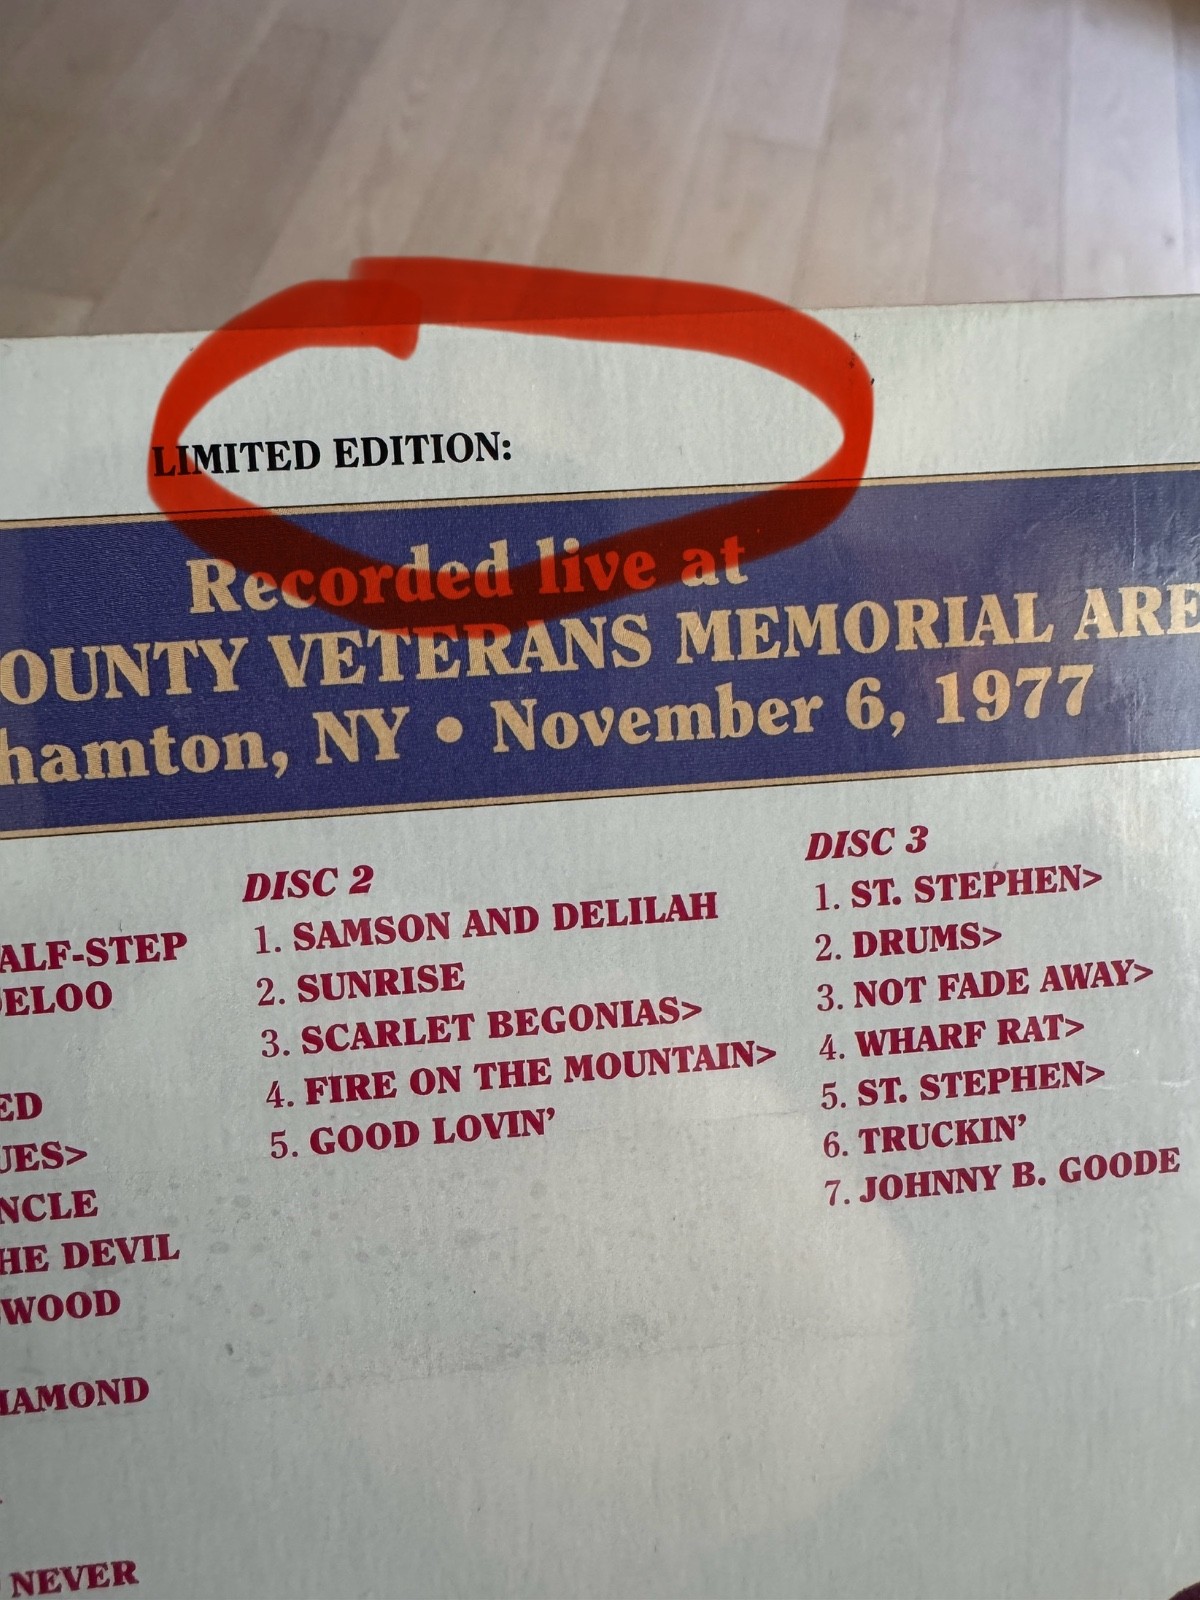 LIMITED EDITION:
Recorded live at
OUNTY VETERANS MEMORIAL ARE
hamton, NY • November 6, 1977
ALF-STEP
ELOO
ED
UES>
NCLE
HE DEVIL
WOOD
IAMOND
NEVER
DISC 2
1. SAMSON AND DELILAH
2. SUNRISE
3. SCARLET BEGONIAS>
4. FIRE ON THE MOUNTAIN>
5. GOOD LOVIN’
DISC 3
1. ST. STEPHEN>
2. DRUMS>
3. NOT FADE AWAY>
4. WHARF RAT>
5. ST. STEPHEN>
6. TRUCKIN’
7. JOHNNY B. GOODE